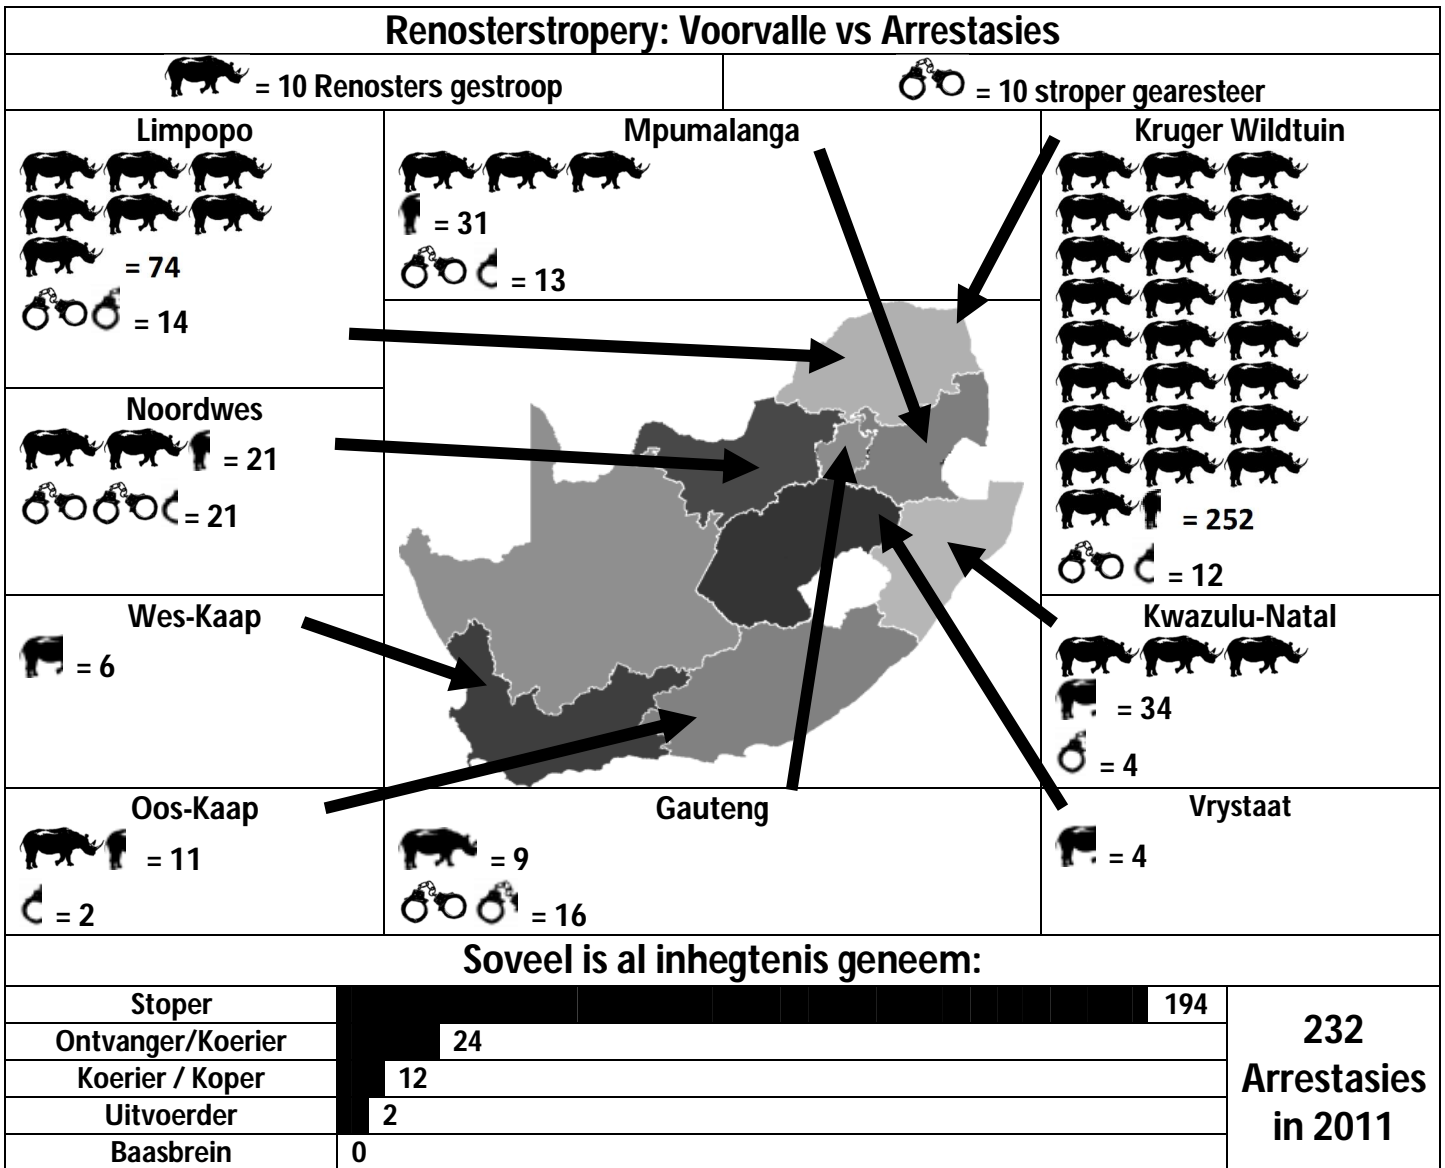 Renosterstropery: Voorvalle vs Arrestasies
= 10 Renosters gestroop
= 10 stroper gearesteer
Limpopo
= 74
= 14
Mpumalanga
= 31
= 13
Kruger Wildtuin
= 252
= 12
Noordwes
= 21
= 21
Wes-Kaap
= 6
Kwazulu-Natal
= 34
= 4
Oos-Kaap
= 11
= 2
Gauteng
= 9
= 16
Vrystaat
= 4
Soveel is al inhegtenis geneem:
Stoper 194
Ontvanger/Koerier 24
Koerier / Koper 12
Uitvoerder 2
Baasbrein 0
232
Arrestasies
in 2011